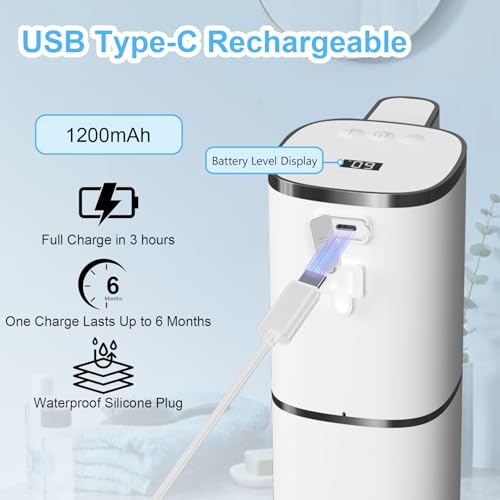 USB Type-C Rechargeable
1200mAh
Battery Level Display
60
Full Charge in 3 hours
6
Months
One Charge Lasts Up to 6 Months
Waterproof Silicone Plug